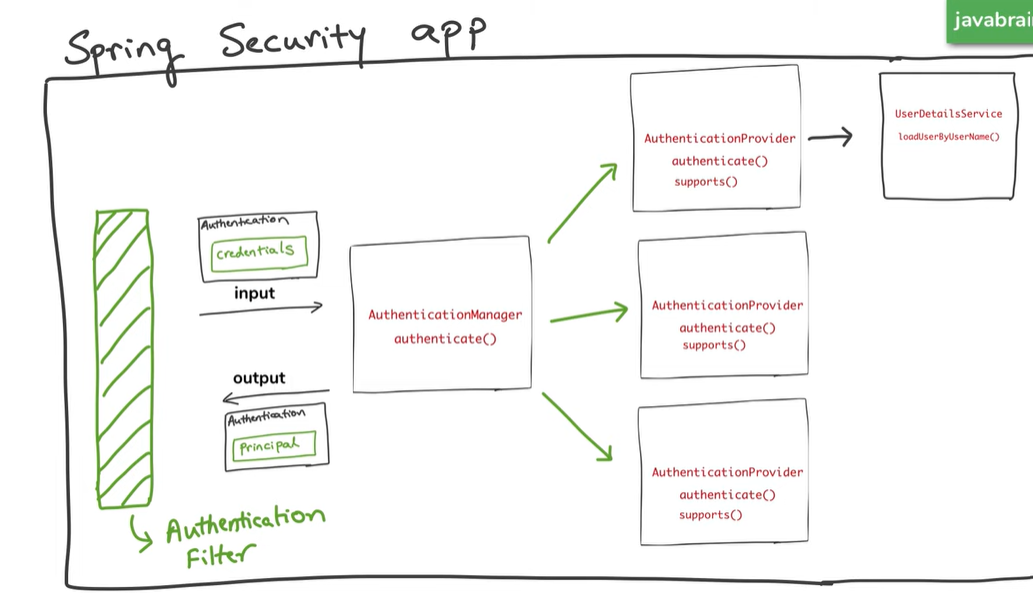 Spring Security app
javabrai
Authentication
credentials
input
output
Authentication
Principal
Authentication
Filter
AuthenticationManager
authenticate()
AuthenticationProvider
authenticate()
supports()
AuthenticationProvider
authenticate()
supports()
AuthenticationProvider
authenticate()
supports()
UserDetailsService
loadUserByUserName()